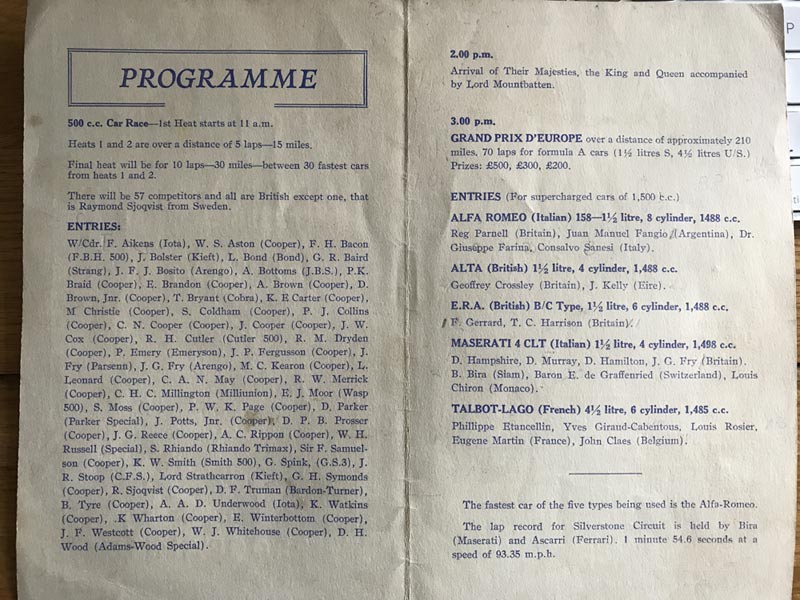 PROGRAMME
500 c.c. Car Race—1st Heat starts at 11 a.m.
Heats 1 and 2 are over a distance of 5 laps—15 miles.
Final heat will be for 10 laps—30 miles—between 30 fastest cars
from heats 1 and 2.
There will be 57 competitors and all are British except one, that
is Raymond Sjoqvist from Sweden.
ENTRIES:
W/Cdr. F. Aikens (Iota), W. S. Aston (Cooper), F. H. Bacon
(F.B.H. 500), J. Bolster (Kieft), L. Bond (Bond), G. R. Baird
(Strang), J. F. J. Bosito (Arengo), A. Bottoms (J.B.S.), P.K.
Braid (Cooper), E. Brandon (Cooper), A. Brown (Cooper), D.
Brown, Jnr. (Cooper), T. Bryant (Cobra), K. E Carter (Cooper),
M Christie (Cooper), S. Coldham (Cooper), P. J. Collins
(Cooper), C. N. Cooper (Cooper), J. Cooper (Cooper), J. W.
Cox (Cooper), R. H. Cutler (Cutler 500), R. M. Dryden
(Cooper), P. Emery (Emeryson), J. P. Fergusson (Cooper), J.
Fry (Parsenn), J. G. Fry (Arengo), M. C. Kearon (Cooper), L.
Leonard (Cooper), C. A. N. May (Cooper), R. W. Merrick
(Cooper), C. H. C. Millington (Milliunion), E. J. Moor (Wasp
500), S. Moss (Cooper), P. W. K. Page (Cooper), D. Parker
(Parker Special), J. Potts, Jnr. (Cooper), D. P. B. Prosser
(Cooper), J. G. Reece (Cooper), A. C. Rippon (Cooper), W. H.
Russell (Special), S. Rhiando (Rhiando Trimax), Sir F. Samuel-
son (Cooper), K. W. Smith (Smith 500), G. Spink, (G.S.3), J.
R. Stoop (C.F.S.), Lord Strathcarron (Kieft), G. H. Symonds
(Cooper), R. Sjoqvist (Cooper), D. F. Truman (Bardon-Turner),
B. Tyre (Cooper), A. A. D. Underwood (Iota), K. Watkins
(Cooper), .K Wharton (Cooper), E. Winterbottom (Cooper),
J. F. Westcott (Cooper), W. J. Whitehouse (Cooper), D. H.
Wood (Adams-Wood Special).
2.00 p.m.
Arrival of Their Majesties, the King and Queen accompanied
by Lord Mountbatten.
3.00 p.m.
GRAND PRIX D'EUROPE over a distance of approximately 210
miles, 70 laps for formula A cars (1½ litres S, 4½ litres U/S.)
Prizes: £500, £300, £200.
ENTRIES (For supercharged cars of 1,500 c.c.)
ALFA ROMEO (Italian) 158—1½ litre, 8 cylinder, 1488 c.c.
Reg Parnell (Britain), Juan Manuel Fangio (Argentina), Dr.
Giuseppe Farina, Consalvo Sanesi (Italy).
ALTA (British) 1½ litre, 4 cylinder, 1,488 c.c.
Geoffrey Crossley (Britain), J. Kelly (Eire).
E.R.A. (British) B/C Type, 1½ litre, 6 cylinder, 1,488 c.c.
F. Gerrard, T. C. Harrison (Britain).
MASERATI 4 CLT (Italian) 1½ litre, 4 cylinder, 1,498 c.c.
D. Hampshire, D. Murray, D. Hamilton, J. G. Fry (Britain).
B. Bira (Siam), Baron E. de Graffenried (Switzerland), Louis
Chiron (Monaco).
TALBOT-LAGO (French) 4½ litre, 6 cylinder, 1,485 c.c.
Phillippe Etancellin, Yves Giraud-Cabentous, Louis Rosier,
Eugene Martin (France), John Claes (Belgium).
The fastest car of the five types being used is the Alfa-Romeo.
The lap record for Silverstone Circuit is held by Bira
(Maserati) and Ascarri (Ferrari). 1 minute 54.6 seconds at a
speed of 93.35 m.p.h.
P